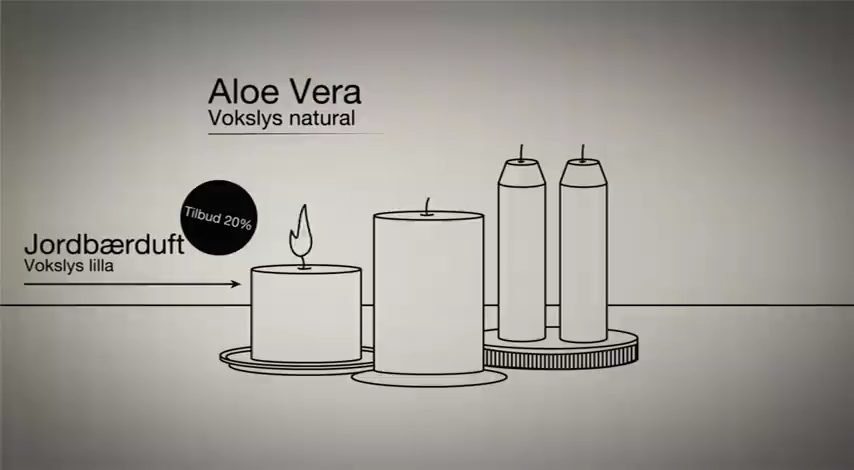 Aloe Vera
Vokslys natural
Tilbud 20%
Jordbærduft
Vokslys lilla